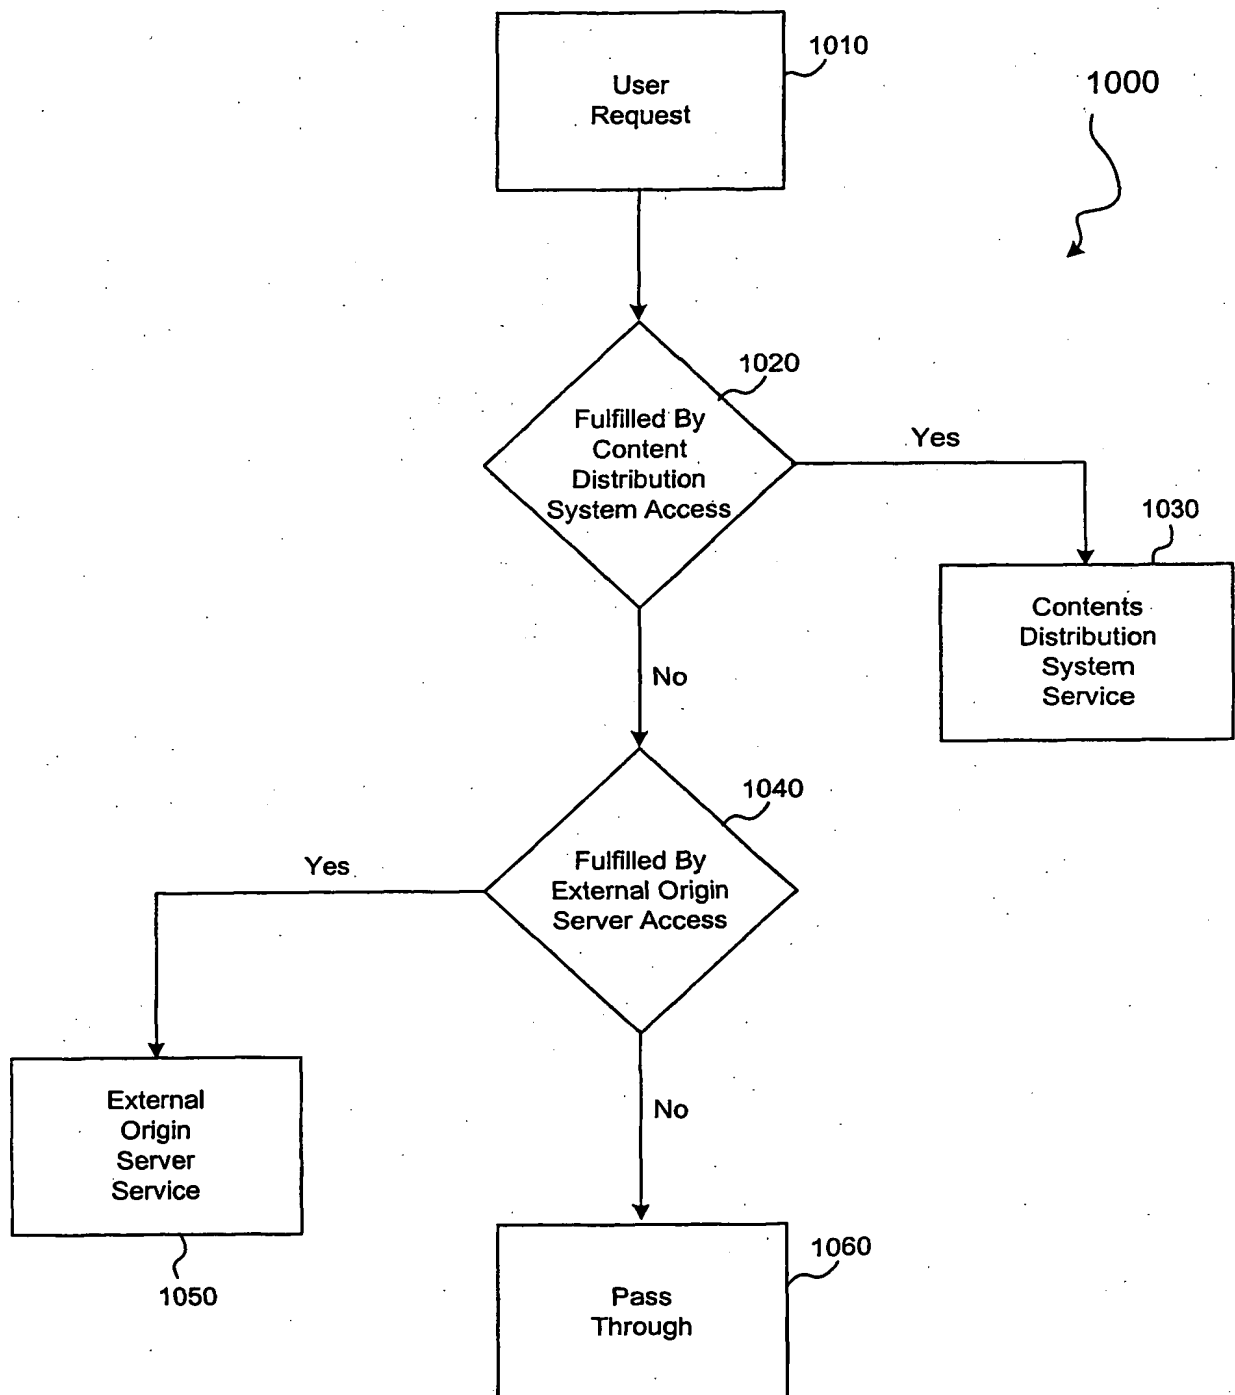 1010
User
Request
1000
1020
Fulfilled By
Content
Distribution
System Access
Yes
1030
Contents
Distribution
System
Service
No
1040
Fulfilled By
External Origin
Server Access
Yes
External
Origin
Server
Service
1050
No
1060
Pass
Through